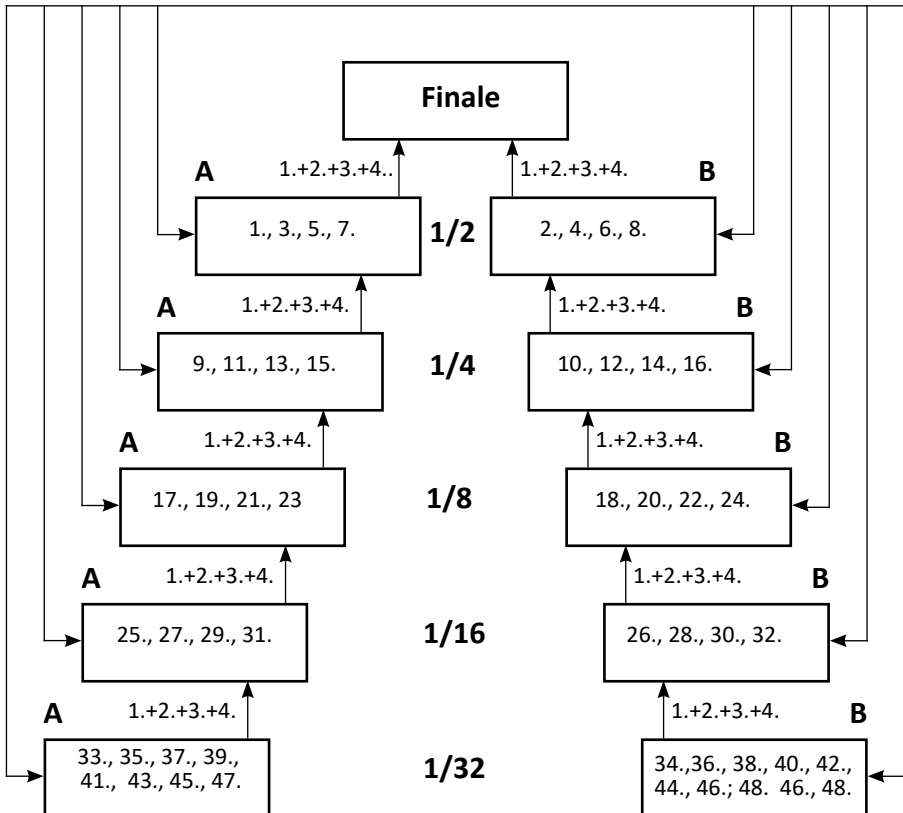 Finale
A
1.+2.+3.+4..
1.+2.+3.+4.
B
1., 3., 5., 7.
1/2
2., 4., 6., 8.
A
1.+2.+3.+4.
1.+2.+3.+4.
B
9., 11., 13., 15.
1/4
10., 12., 14., 16.
A
1.+2.+3.+4.
1.+2.+3.+4.
B
17., 19., 21., 23
1/8
18., 20., 22., 24.
A
1.+2.+3.+4.
1.+2.+3.+4.
B
25., 27., 29., 31.
1/16
26., 28., 30., 32.
A
1.+2.+3.+4.
1.+2.+3.+4.
B
33., 35., 37., 39.,
41., 43., 45., 47.
1/32
34.,36., 38., 40., 42.,
44., 46.; 48. 46., 48.